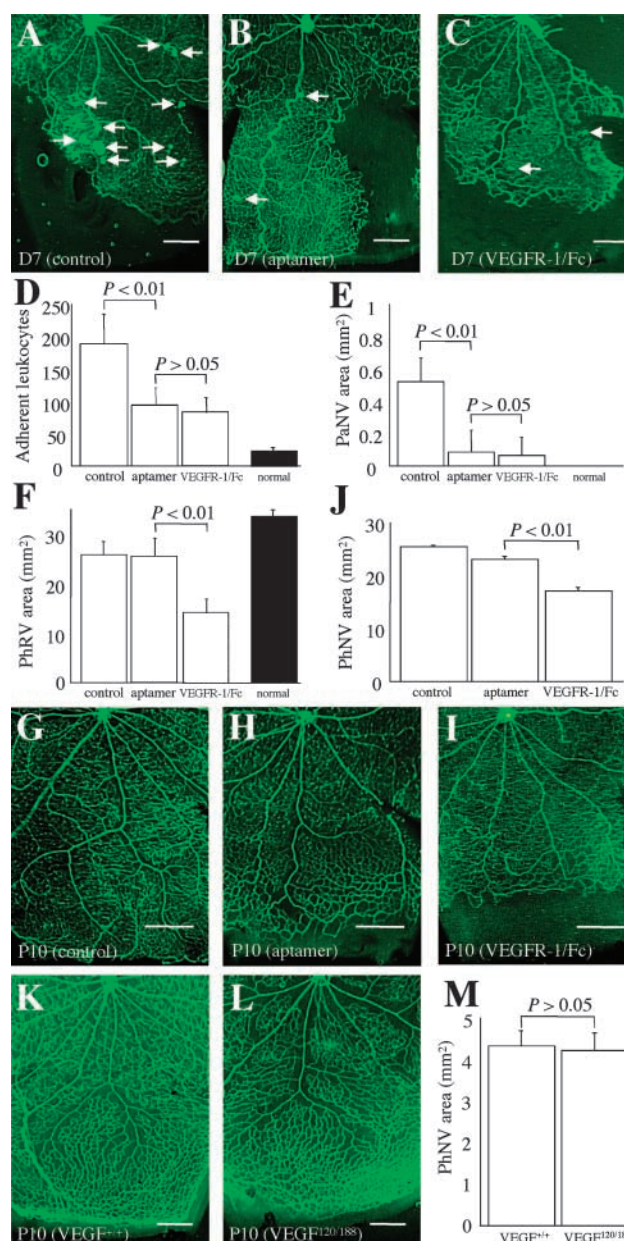 A
B
C
D7 (control)
D7 (aptamer)
D7 (VEGFR-1/Fc)
D
Adherent leukocytes
250
200
150
100
50
0
P < 0.01
P > 0.05
control aptamer VEGFR-1/Fc normal
E
PaNV area (mm²)
1
0.8
0.6
0.4
0.2
0
P < 0.01
P > 0.05
control aptamer VEGFR-1/Fc normal
F
PhRV area (mm²)
30
20
10
0
P < 0.01
control aptamer VEGFR-1/Fc normal
J
PhNV area (mm²)
30
20
10
0
P < 0.01
control aptamer VEGFR-1/Fc
G
H
I
P10 (control)
P10 (aptamer)
P10 (VEGFR-1/Fc)
K
L
P10 (VEGF+/+)
P10 (VEGF120/188)
M
PhNV area (mm²)
5
4
3
2
1
0
P > 0.05
VEGF+/+ VEGF120/188